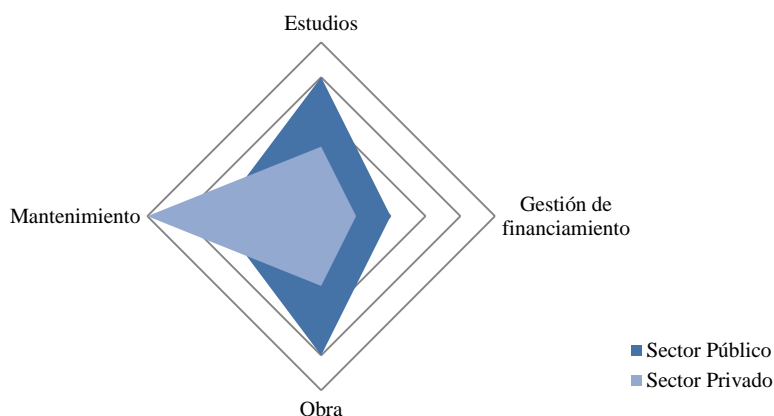 Estudios
Mantenimiento
Gestión de
financiamiento
Sector Público
Sector Privado
Obra